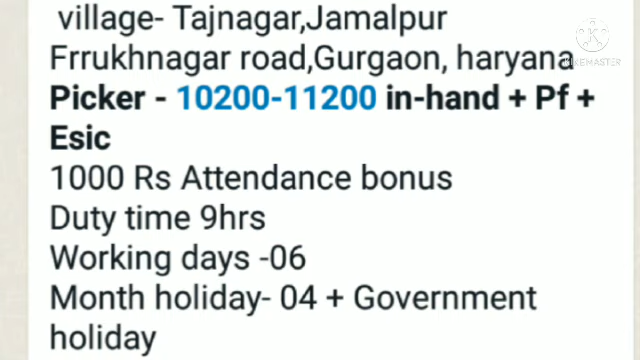 village- Tajnagar,Jamalpur
Frrukhnagar road,Gurgaon, haryana
Picker - 10200-11200 in-hand + Pf +
Esic
1000 Rs Attendance bonus
Duty time 9hrs
Working days -06
Month holiday- 04 + Government
holiday
KINEMASTER